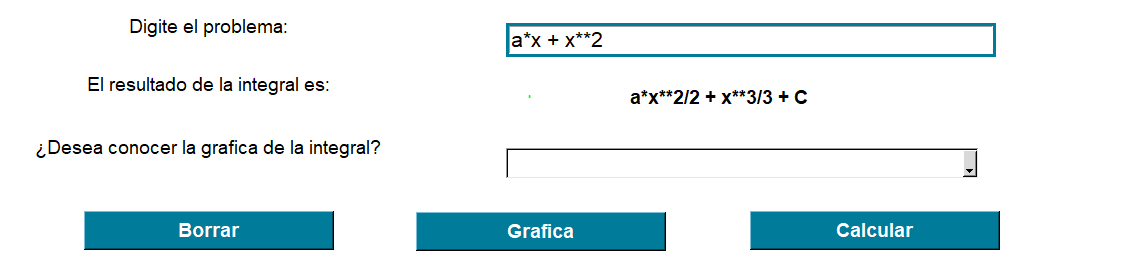 Digite el problema:
a*x + x**2
El resultado de la integral es:
a*x**2/2 + x**3/3 + C
¿Desea conocer la grafica de la integral?
Borrar
Grafica
Calcular